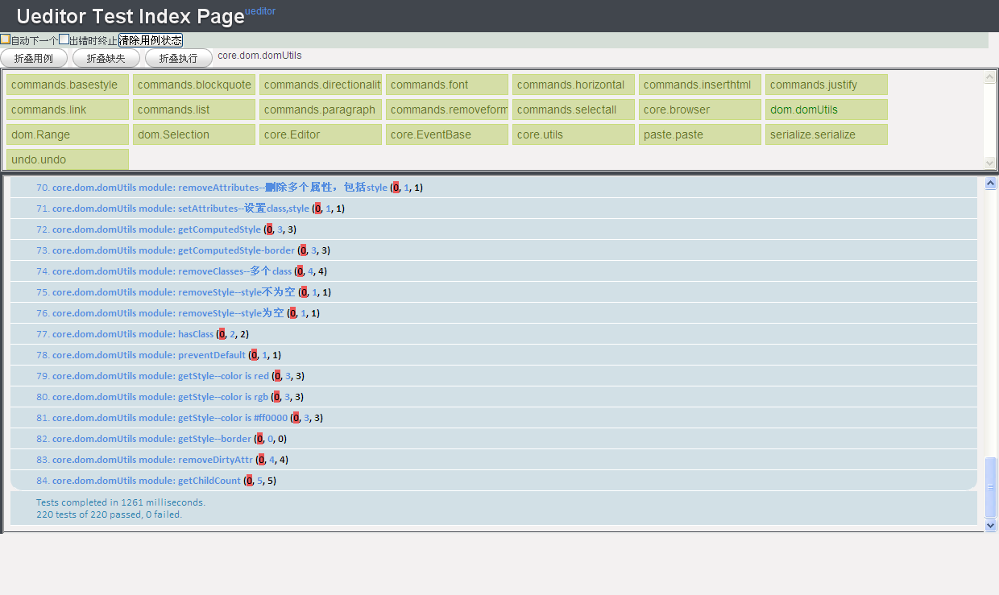 Ueditor Test Index Page ueditor
自动下一个 出错时终止 清除用例状态
折叠用例 折叠缺失 折叠执行 core.dom.domUtils
commands.basestyle commands.blockquote commands.directionalit commands.font commands.horizontal commands.inserthtml commands.justify
commands.link commands.list commands.paragraph commands.removeform commands.selectall core.browser dom.domUtils
dom.Range dom.Selection core.Editor core.EventBase core.utils paste.paste serialize.serialize
undo.undo
70. core.dom.domUtils module: removeAttributes--删除多个属性，包括style (0, 1, 1)
71. core.dom.domUtils module: setAttributes--设置class,style (0, 1, 1)
72. core.dom.domUtils module: getComputedStyle (0, 3, 3)
73. core.dom.domUtils module: getComputedStyle-border (0, 3, 3)
74. core.dom.domUtils module: removeClasses--多个class (0, 4, 4)
75. core.dom.domUtils module: removeStyle--style不为空 (0, 1, 1)
76. core.dom.domUtils module: removeStyle--style为空 (0, 1, 1)
77. core.dom.domUtils module: hasClass (0, 2, 2)
78. core.dom.domUtils module: preventDefault (0, 1, 1)
79. core.dom.domUtils module: getStyle--color is red (0, 3, 3)
80. core.dom.domUtils module: getStyle--color is rgb (0, 3, 3)
81. core.dom.domUtils module: getStyle--color is #ff0000 (0, 3, 3)
82. core.dom.domUtils module: getStyle--border (0, 0, 0)
83. core.dom.domUtils module: removeDirtyAttr (0, 4, 4)
84. core.dom.domUtils module: getChildCount (0, 5, 5)
Tests completed in 1261 milliseconds.
220 tests of 220 passed, 0 failed.